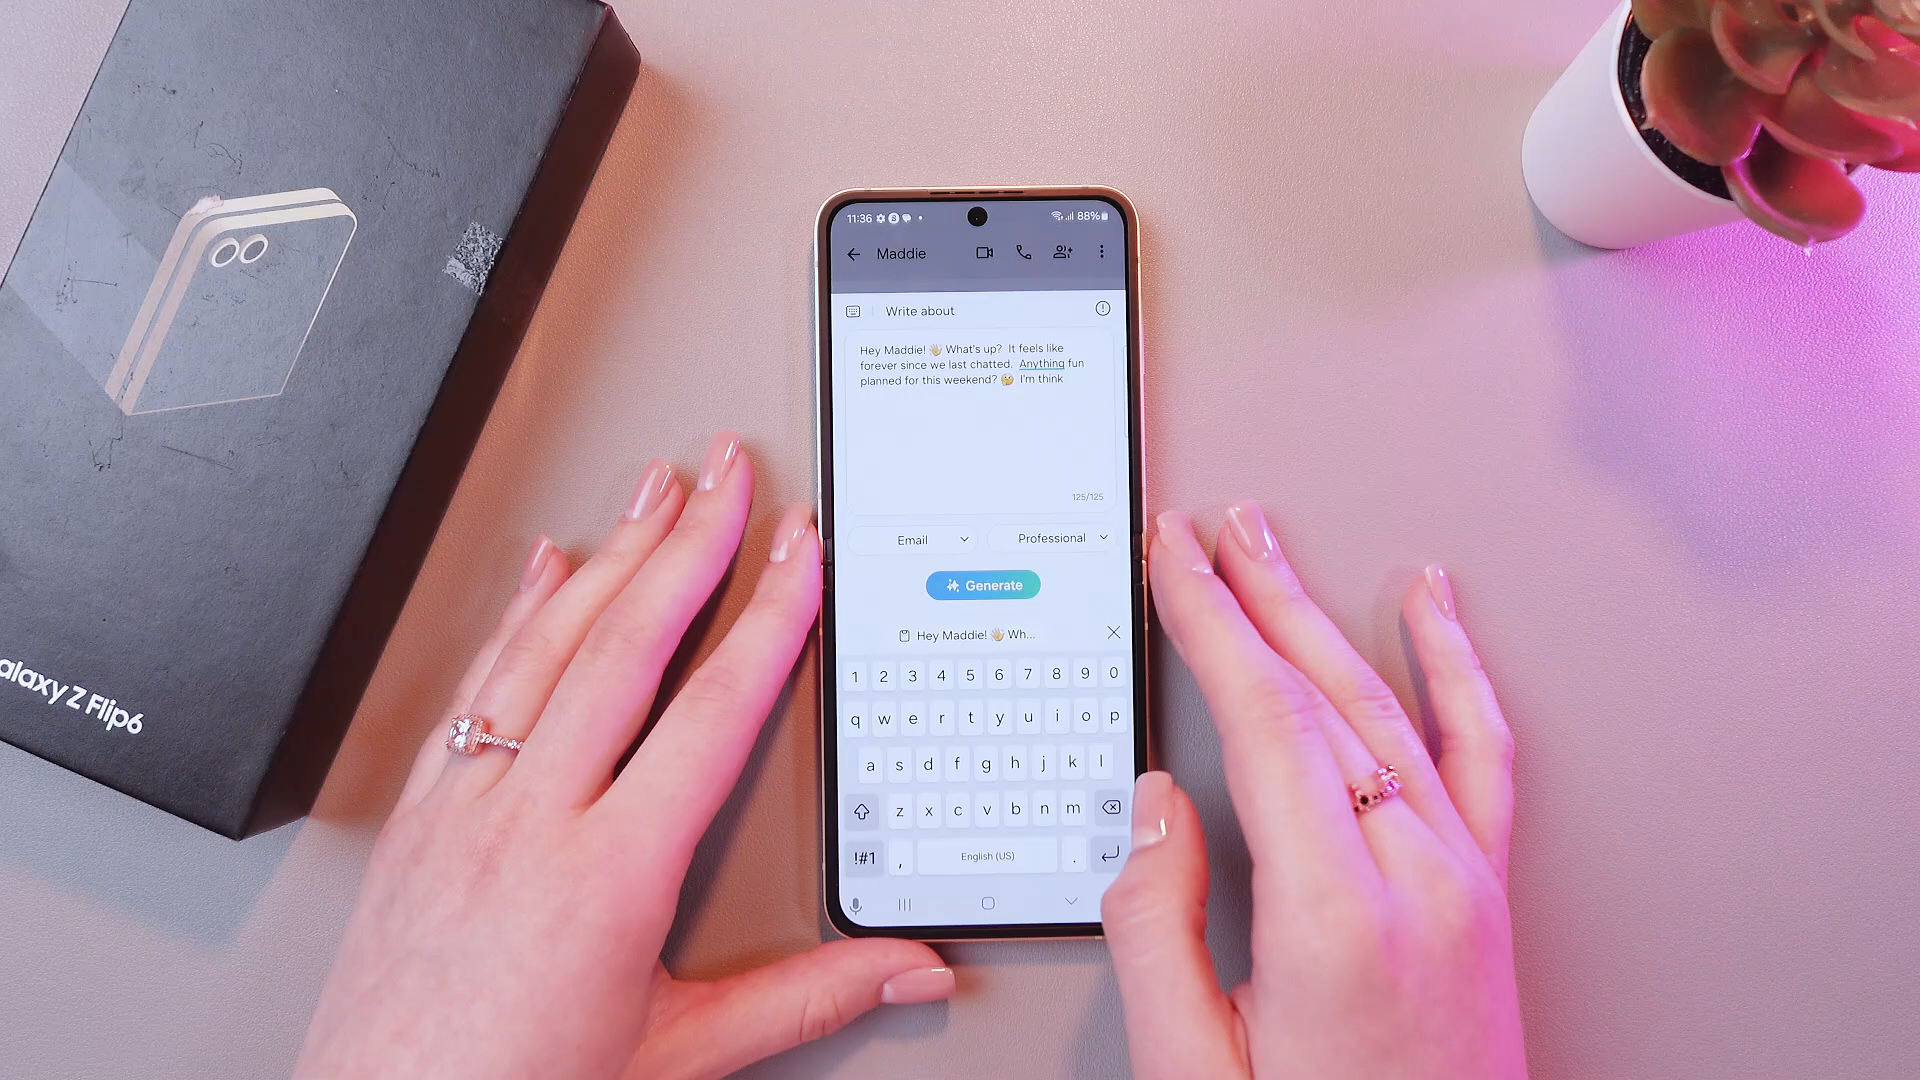 11:36
88%
Maddie
Write about
Hey Maddie! 👋 What's up? It feels like
forever since we last chatted. Anything fun
planned for this weekend? 🤔 I'm think
125/125
Email
Professional
Generate
Hey Maddie! 👋 Wh...
1 2 3 4 5 6 7 8 9 0
q w e r t y u i o p
a s d f g h j k l
z x c v b n m
!#1 , English (US) .
alaxy Z Flip6